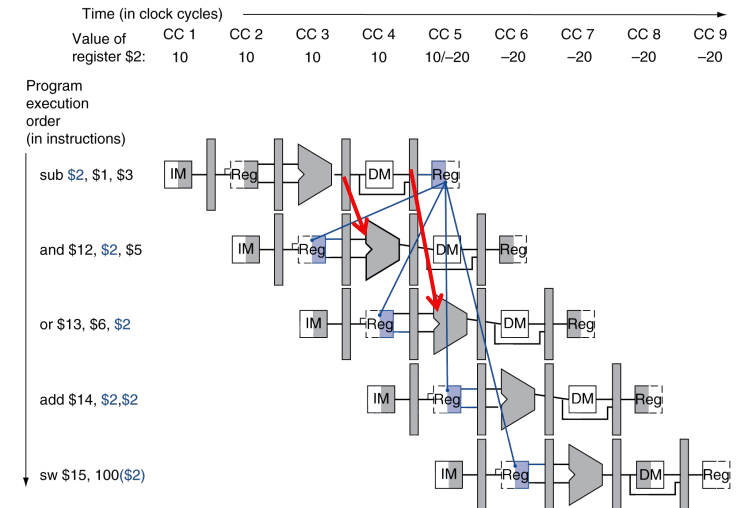 Time (in clock cycles)
CC 1 CC 2 CC 3 CC 4 CC 5 CC 6 CC 7 CC 8 CC 9
Value of
register $2: 10 10 10 10 10/–20 –20 –20 –20 –20
Program
execution
order
(in instructions)
sub $2, $1, $3
IM Reg DM Reg
and $12, $2, $5
IM Reg DM Reg
or $13, $6, $2
IM Reg DM Reg
add $14, $2,$2
IM Reg DM Reg
sw $15, 100($2)
IM Reg DM Reg